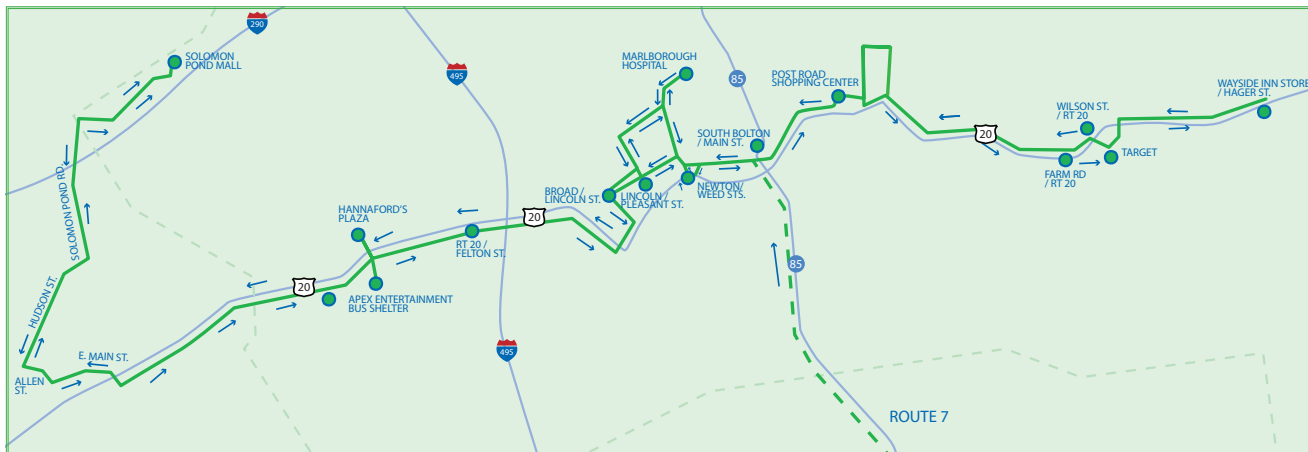 290
SOLOMON
POND MALL
495
MARLBOROUGH
HOSPITAL
85
POST ROAD
SHOPPING CENTER
WAYSIDE INN STORE
/ HAGER ST.
WILSON ST.
/ RT 20
20
SOUTH BOLTON
/ MAIN ST.
TARGET
FARM RD
/ RT 20
SOLOMON POND RD
BROAD /
LINCOLN ST.
LINCOLN /
PLEASANT ST.
NEWTON/
WEED STS.
HANNAFORD'S
PLAZA
20
RT 20 /
FELTON ST.
85
20
APEX ENTERTAINMENT
BUS SHELTER
HUDSON ST.
495
E. MAIN ST.
ALLEN
ST.
ROUTE 7